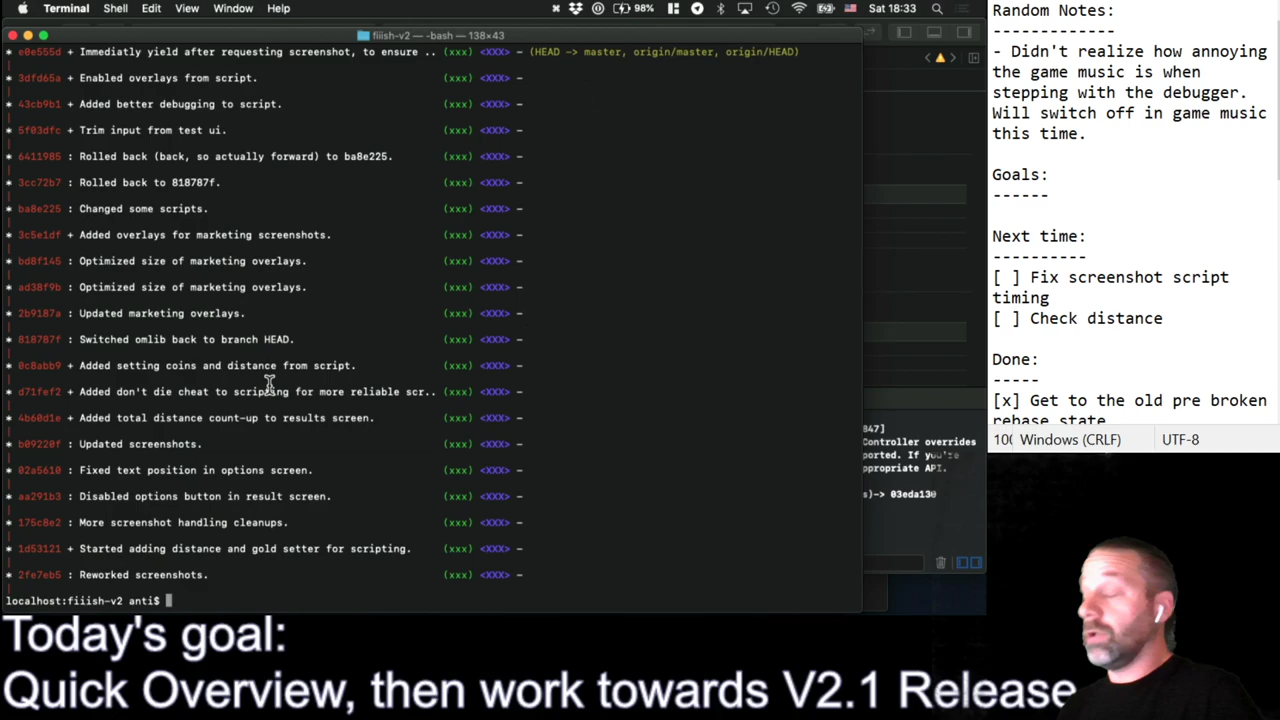 Terminal Shell Edit View Window Help 98% Sat 18:33
fiiish-v2 — -bash — 138×43
* e0e555d + Immediatly yield after requesting screenshot, to ensure .. (xxx) <XXX> – (HEAD -> master, origin/master, origin/HEAD)
* 3dfd65a + Enabled overlays from script. (xxx) <XXX> –
* 43cb9b1 + Added better debugging to script. (xxx) <XXX> –
* 5f03dfc + Trim input from test ui. (xxx) <XXX> –
* 6411985 : Rolled back (back, so actually forward) to ba8e225. (xxx) <XXX> –
* 3cc72b7 : Rolled back to 818787f. (xxx) <XXX> –
* ba8e225 : Changed some scripts. (xxx) <XXX> –
* 3c5e1df + Added overlays for marketing screenshots. (xxx) <XXX> –
* bd8f145 : Optimized size of marketing overlays. (xxx) <XXX> –
* ad38f9b : Optimized size of marketing overlays. (xxx) <XXX> –
* 2b9187a : Updated marketing overlays. (xxx) <XXX> –
* 818787f : Switched omlib back to branch HEAD. (xxx) <XXX> –
* 0c8abb9 + Added setting coins and distance from script. (xxx) <XXX> –
* d71fef2 + Added don't die cheat to scripting for more reliable scr.. (xxx) <XXX> –
* 4b60d1e + Added total distance count-up to results screen. (xxx) <XXX> –
* b09220f : Updated screenshots. (xxx) <XXX> –
* 02a5610 : Fixed text position in options screen. (xxx) <XXX> –
* aa291b3 : Disabled options button in result screen. (xxx) <XXX> –
* 175c8e2 : More screenshot handling cleanups. (xxx) <XXX> –
* 1d53121 + Started adding distance and gold setter for scripting. (xxx) <XXX> –
* 2fe7eb5 : Reworked screenshots. (xxx) <XXX> –
localhost:fiiish-v2 anti$
847]
Controller overrides
ported. If you're
appropriate API.
s)-> 03eda130
Random Notes:
-------------
- Didn't realize how annoying
the game music is when
stepping with the debugger.
Will switch off in game music
this time.
Goals:
------
Next time:
----------
[ ] Fix screenshot script
timing
[ ] Check distance
Done:
-----
[x] Get to the old pre broken
rebase state
100 Windows (CRLF) UTF-8
Today's goal:
Quick Overview, then work towards V2.1 Release